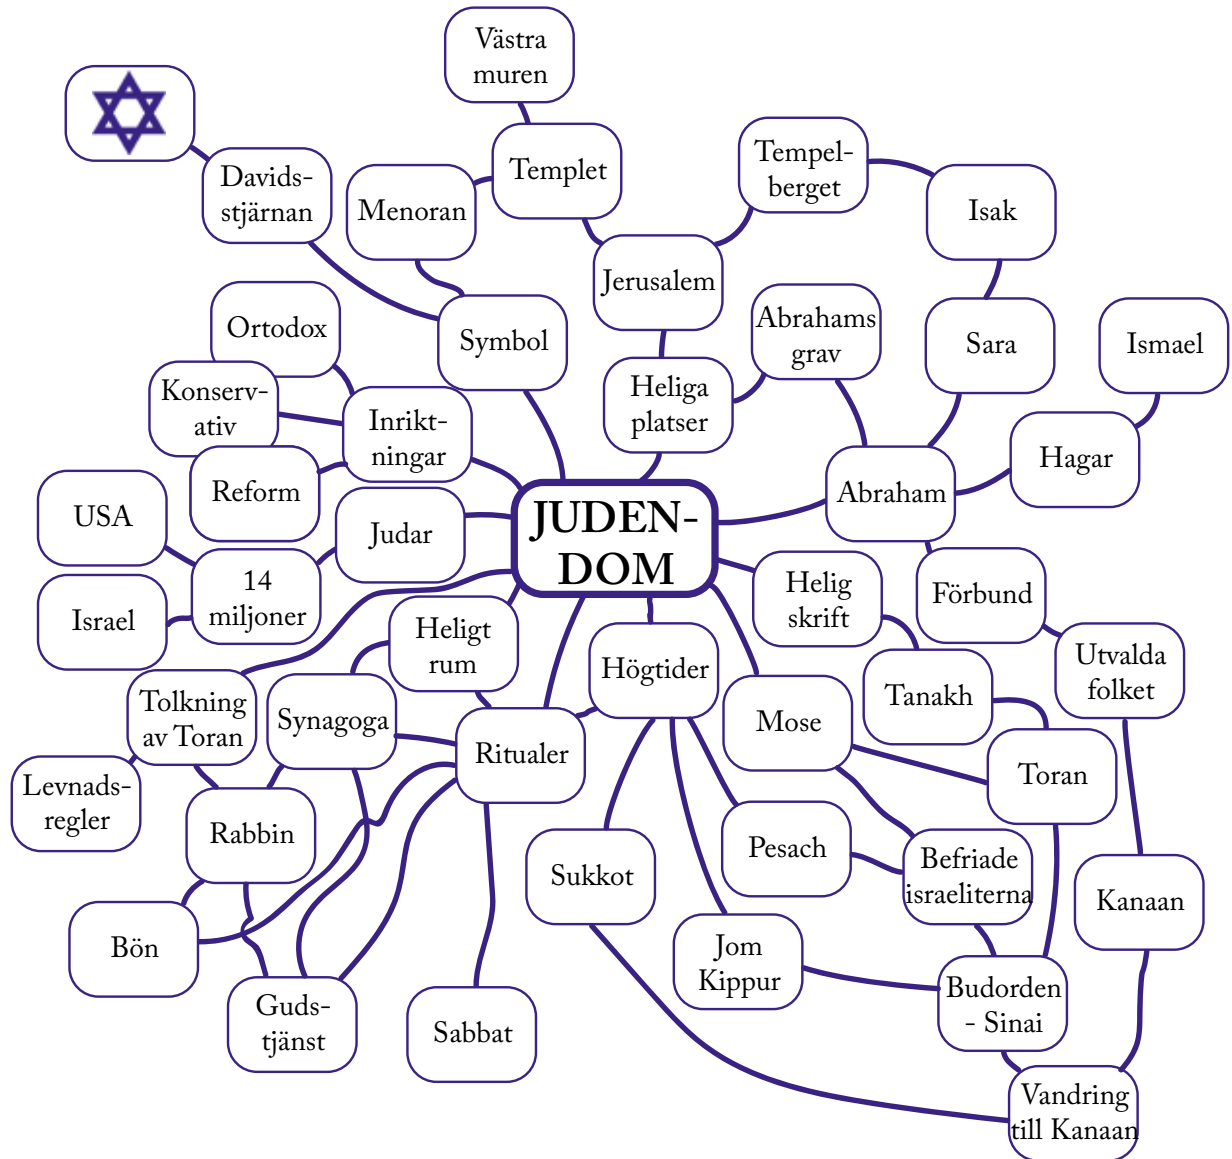 Västra
muren
Davids-
stjärnan
Menoran
Templet
Tempel-
berget
Isak
Jerusalem
Ortodox
Symbol
Abrahams
grav
Sara
Ismael
Konserv-
ativ
Inrikt-
ningar
Heliga
platser
Reform
Abraham
Hagar
USA
Judar
JUDEN-
DOM
14
miljoner
Israel
Heligt
rum
Helig
skrift
Förbund
Högtider
Utvalda
folket
Tolkning
av Toran
Synagoga
Ritualer
Mose
Tanakh
Toran
Levnads-
regler
Rabbin
Sukkot
Pesach
Befriade
israeliterna
Kanaan
Bön
Guds-
tjänst
Sabbat
Jom
Kippur
Budorden
- Sinai
Vandring
till Kanaan